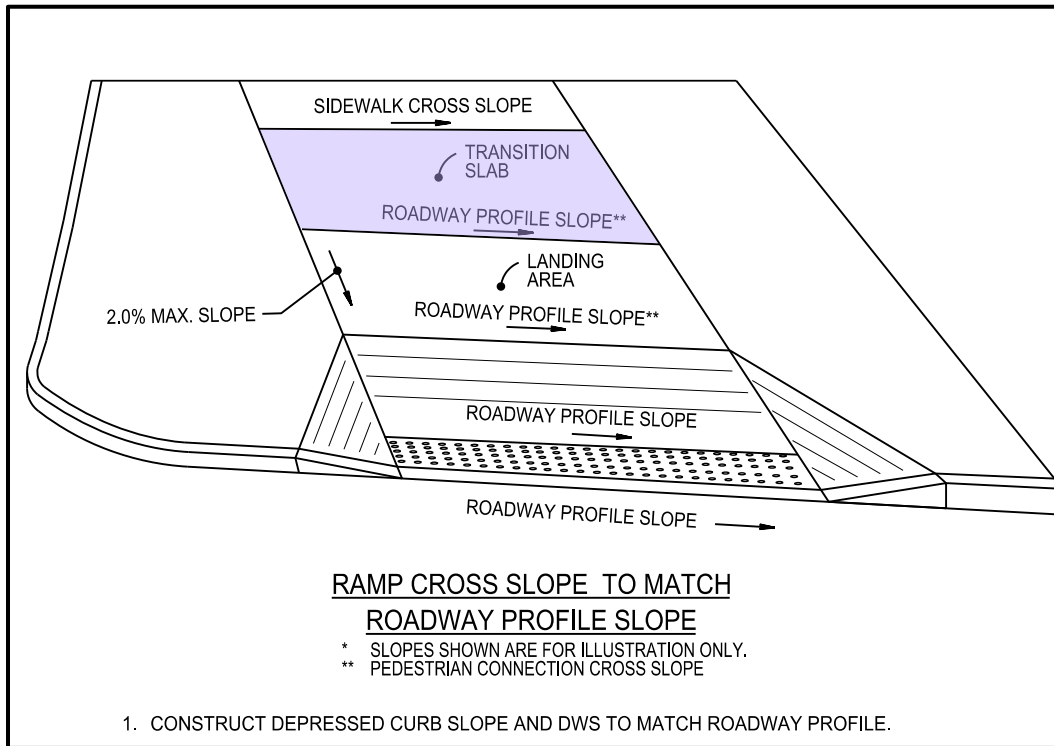 SIDEWALK CROSS SLOPE
TRANSITION
SLAB
ROADWAY PROFILE SLOPE**
LANDING
AREA
2.0% MAX. SLOPE
ROADWAY PROFILE SLOPE**
ROADWAY PROFILE SLOPE
ROADWAY PROFILE SLOPE
RAMP CROSS SLOPE TO MATCH
ROADWAY PROFILE SLOPE
* SLOPES SHOWN ARE FOR ILLUSTRATION ONLY.
** PEDESTRIAN CONNECTION CROSS SLOPE
1. CONSTRUCT DEPRESSED CURB SLOPE AND DWS TO MATCH ROADWAY PROFILE.